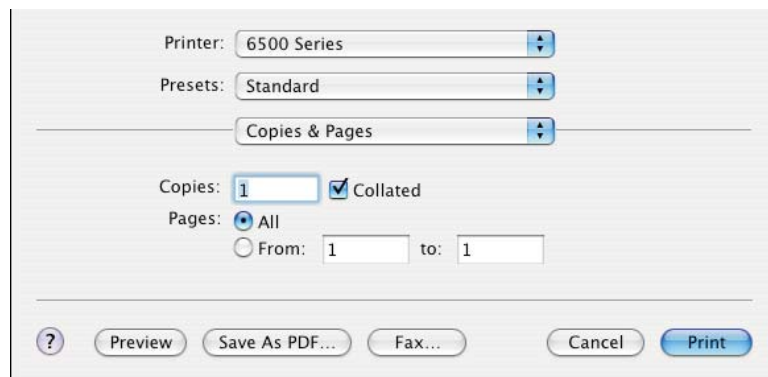 Printer: 6500 Series
Presets: Standard
Copies & Pages
Copies: 1 Collated
Pages: All
From: 1 to: 1
? Preview Save As PDF... Fax... Cancel Print